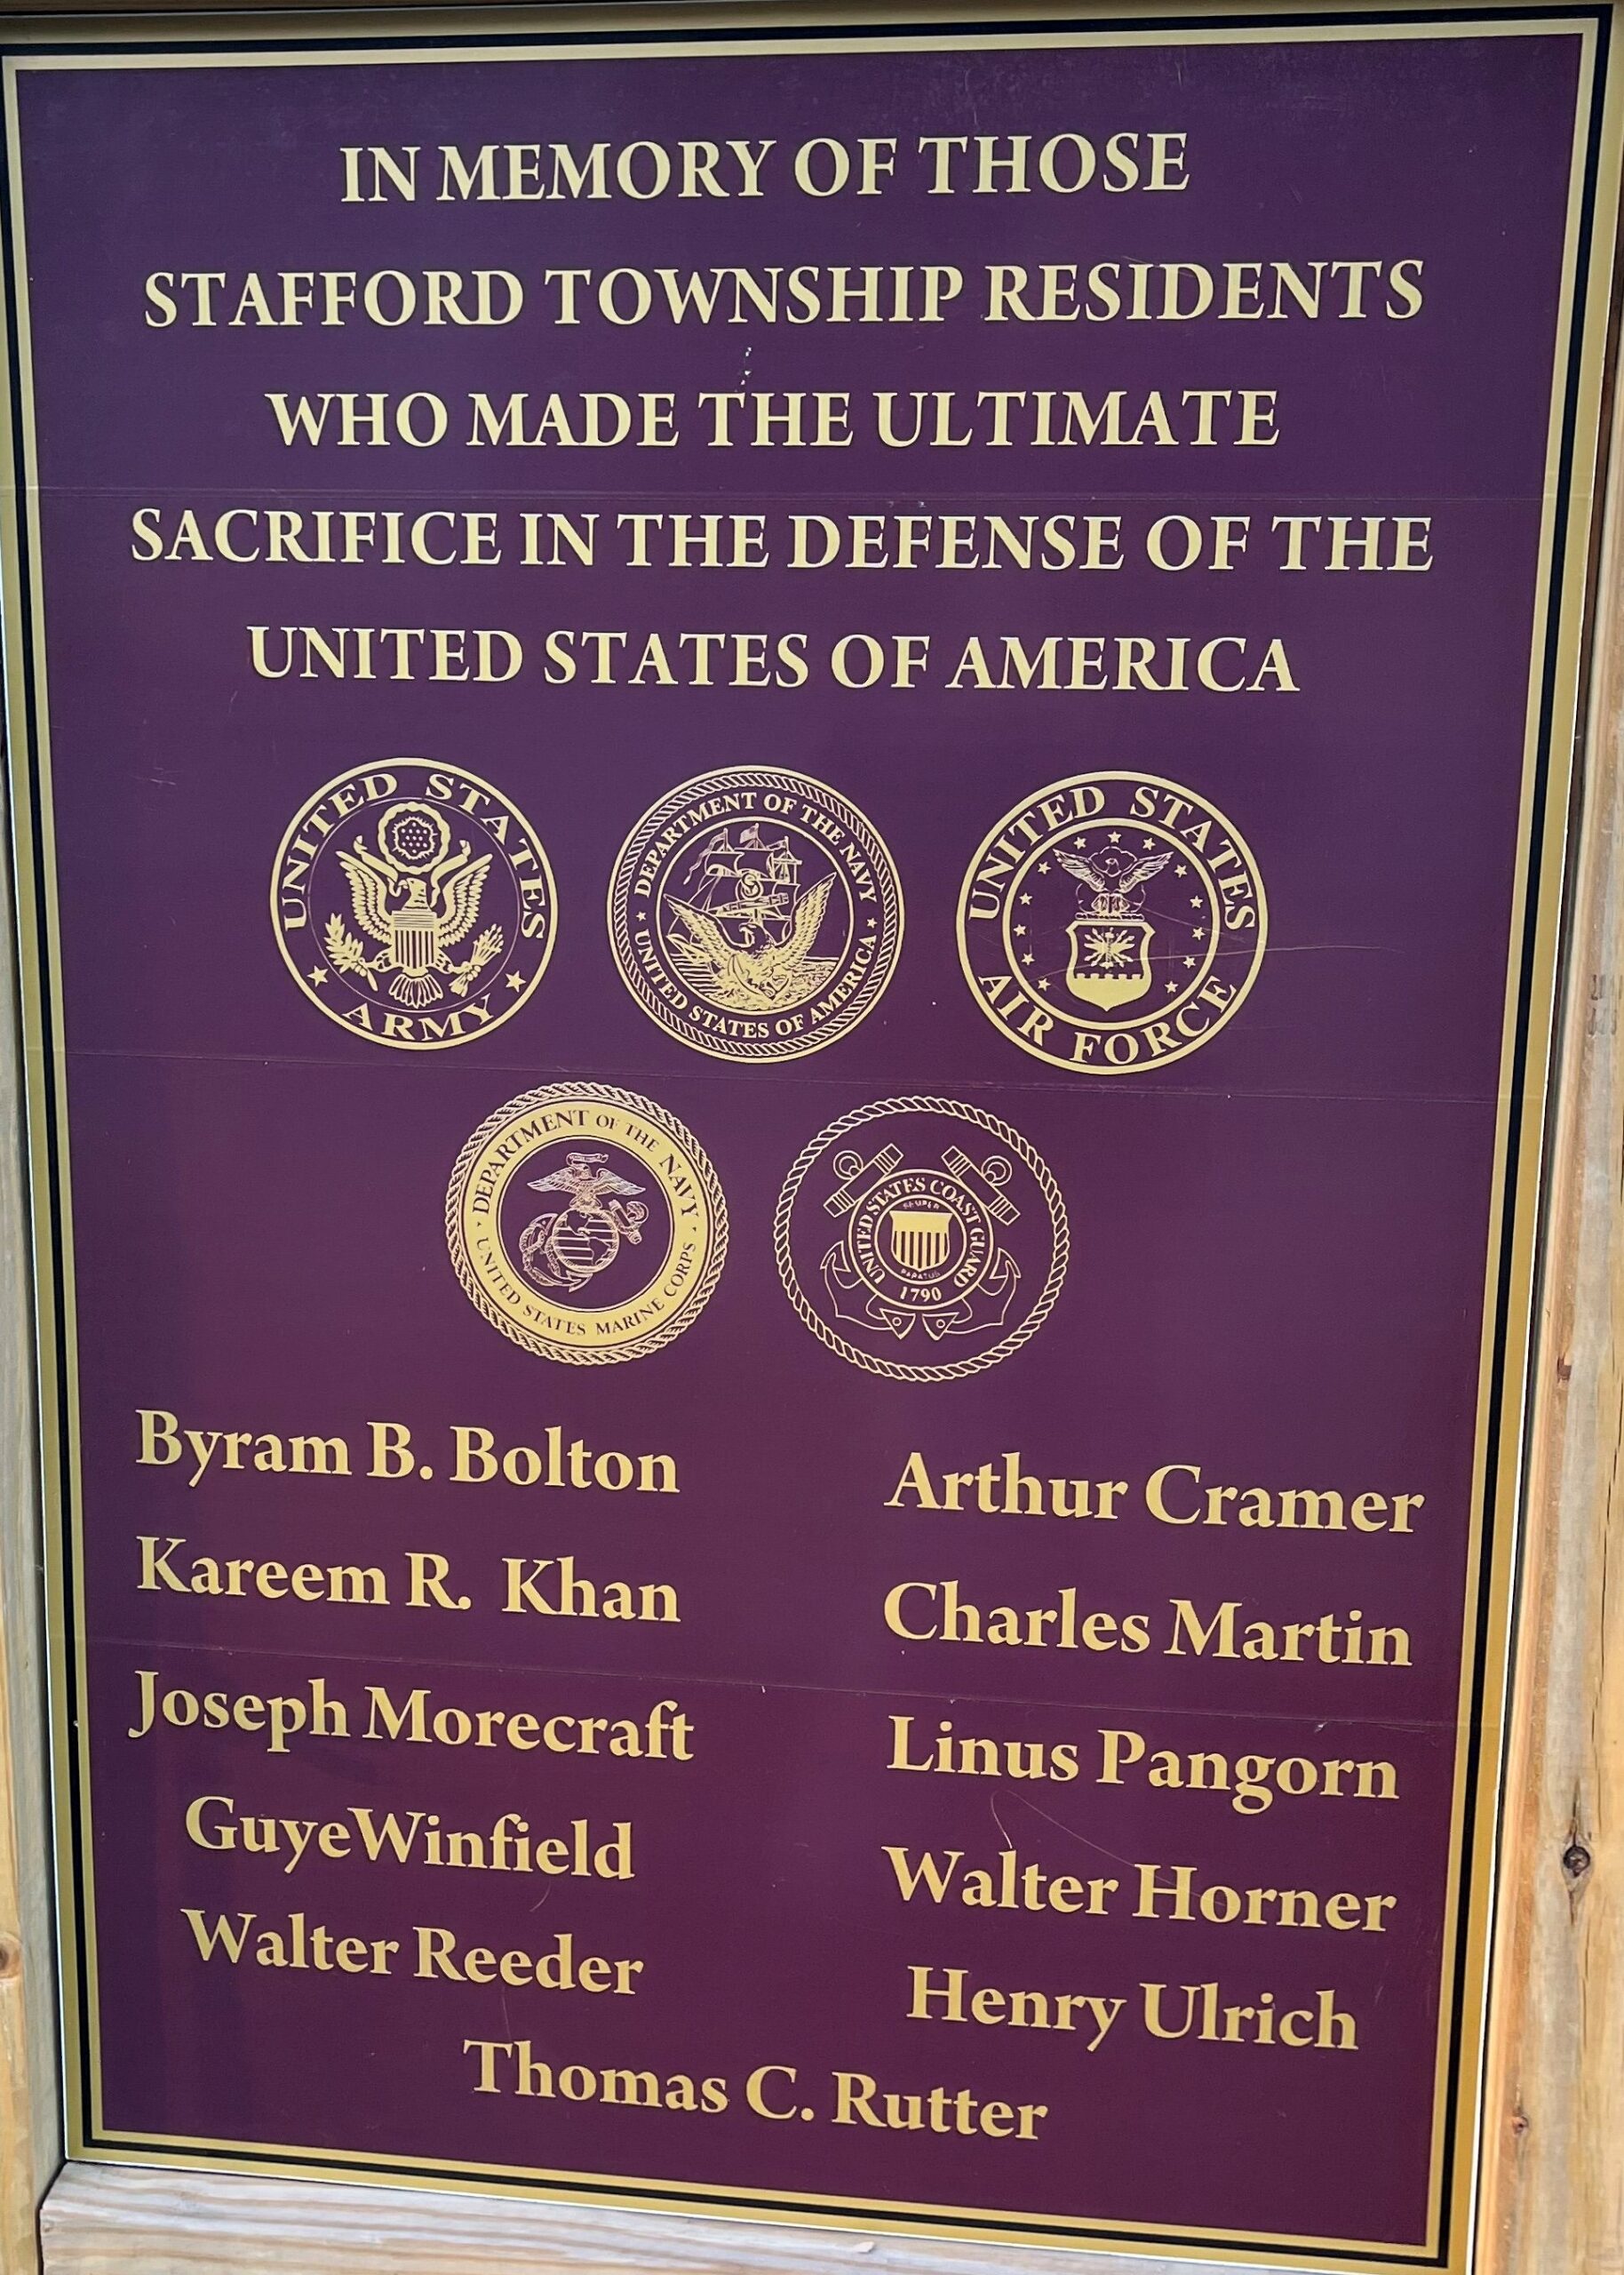 IN MEMORY OF THOSE
STAFFORD TOWNSHIP RESIDENTS
WHO MADE THE ULTIMATE
SACRIFICE IN THE DEFENSE OF THE
UNITED STATES OF AMERICA
UNITED STATES
ARMY
DEPARTMENT OF THE NAVY
UNITED STATES OF AMERICA
UNITED STATES
AIR FORCE
DEPARTMENT OF THE NAVY
UNITED STATES MARINE CORPS
UNITED STATES COAST GUARD
SEMPER
PARATUS
1790
Byram B. Bolton
Arthur Cramer
Kareem R. Khan
Charles Martin
Joseph Morecraft
Linus Pangorn
GuyeWinfield
Walter Horner
Walter Reeder
Henry Ulrich
Thomas C. Rutter